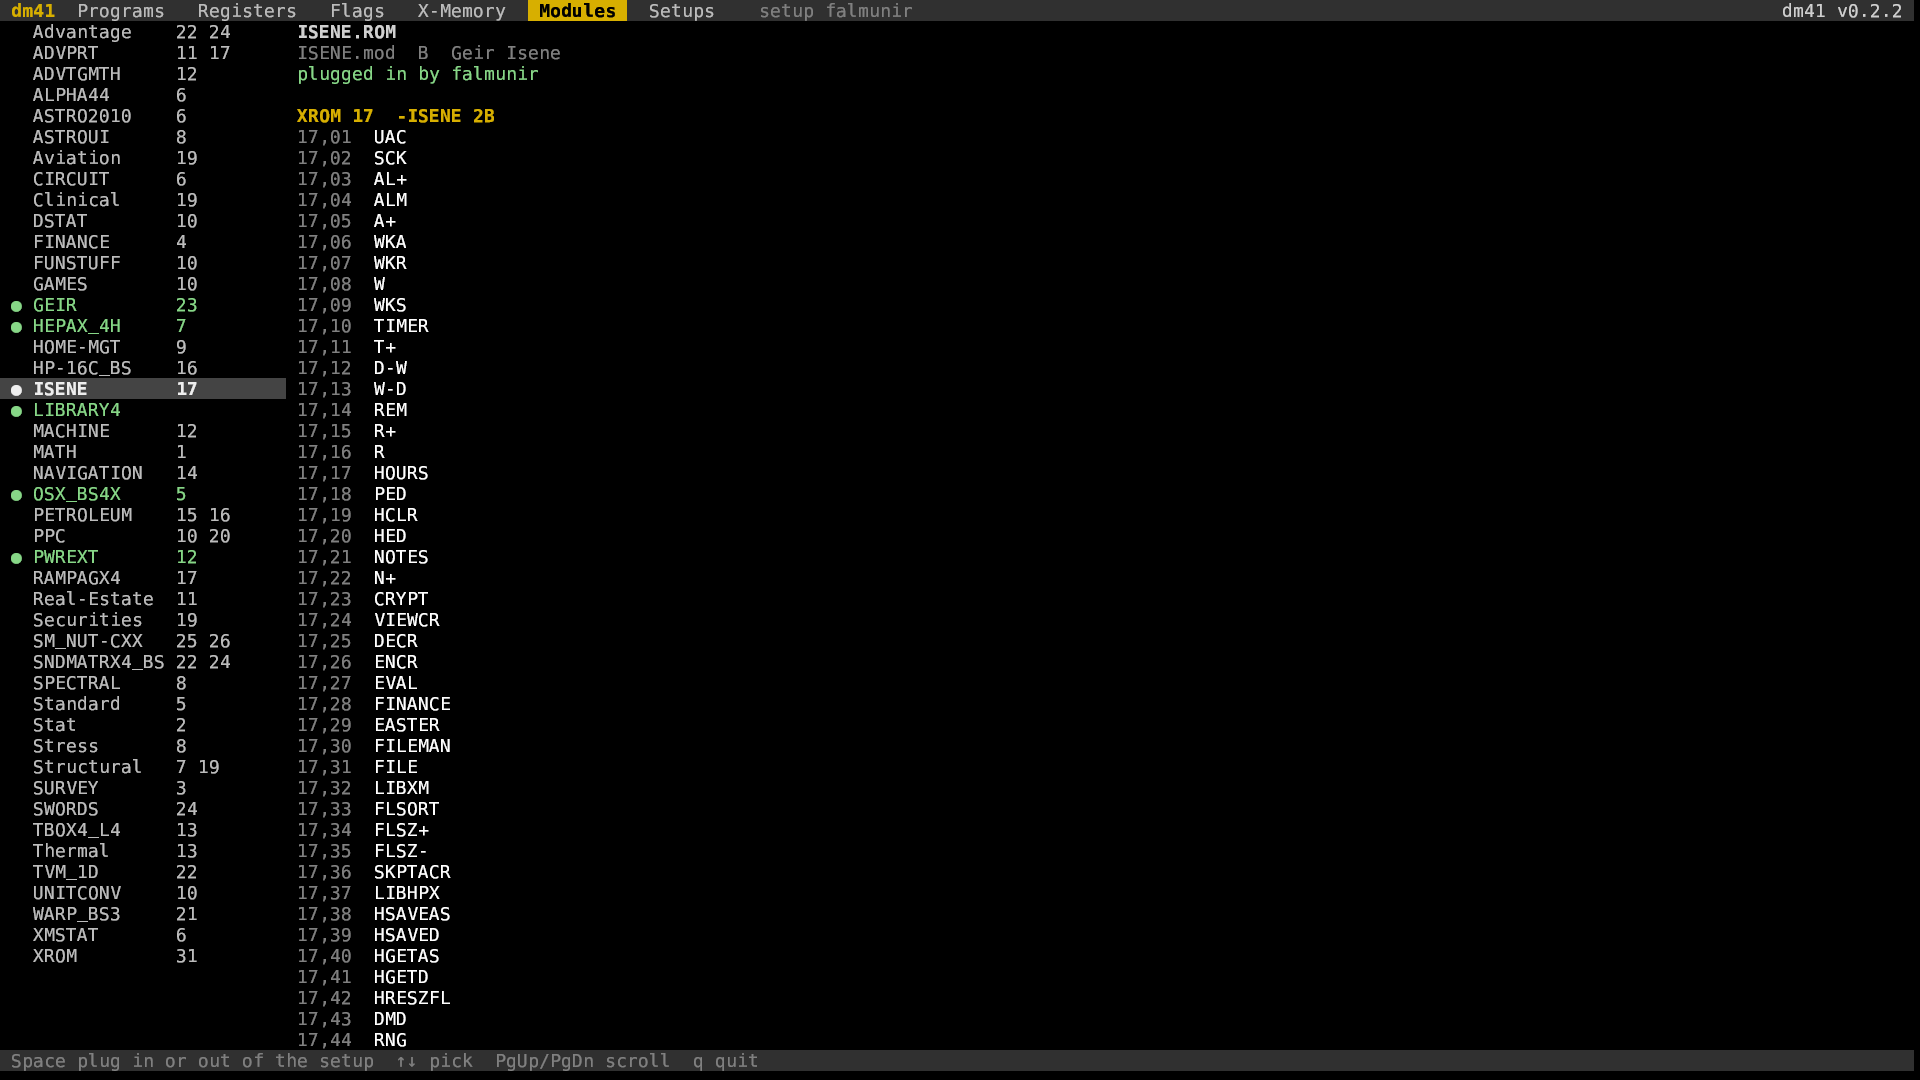 dm41  Programs  Registers  Flags  X-Memory  Modules  Setups  setup falmunir  dm41 v0.2.2
Advantage 22 24
ADVPRT 11 17
ADVTGMTH 12
ALPHA44 6
ASTRO2010 6
ASTROUI 8
Aviation 19
CIRCUIT 6
Clinical 19
DSTAT 10
FINANCE 4
FUNSTUFF 10
GAMES 10
● GEIR 23
● HEPAX_4H 7
HOME-MGT 9
HP-16C_BS 16
● ISENE 17
● LIBRARY4
MACHINE 12
MATH 1
NAVIGATION 14
● OSX_BS4X 5
PETROLEUM 15 16
PPC 10 20
● PWREXT 12
RAMPAGX4 17
Real-Estate 11
Securities 19
SM_NUT-CXX 25 26
SNDMATRX4_BS 22 24
SPECTRAL 8
Standard 5
Stat 2
Stress 8
Structural 7 19
SURVEY 3
SWORDS 24
TBOX4_L4 13
Thermal 13
TVM_1D 22
UNITCONV 10
WARP_BS3 21
XMSTAT 6
XROM 31
ISENE.ROM
ISENE.mod  B  Geir Isene
plugged in by falmunir
XROM 17  -ISENE 2B
17,01 UAC
17,02 SCK
17,03 AL+
17,04 ALM
17,05 A+
17,06 WKA
17,07 WKR
17,08 W
17,09 WKS
17,10 TIMER
17,11 T+
17,12 D-W
17,13 W-D
17,14 REM
17,15 R+
17,16 R
17,17 HOURS
17,18 PED
17,19 HCLR
17,20 HED
17,21 NOTES
17,22 N+
17,23 CRYPT
17,24 VIEWCR
17,25 DECR
17,26 ENCR
17,27 EVAL
17,28 FINANCE
17,29 EASTER
17,30 FILEMAN
17,31 FILE
17,32 LIBXM
17,33 FLSORT
17,34 FLSZ+
17,35 FLSZ-
17,36 SKPTACR
17,37 LIBHPX
17,38 HSAVEAS
17,39 HSAVED
17,40 HGETAS
17,41 HGETD
17,42 HRESZFL
17,43 DMD
17,44 RNG
Space plug in or out of the setup  ↑↓ pick  PgUp/PgDn scroll  q quit